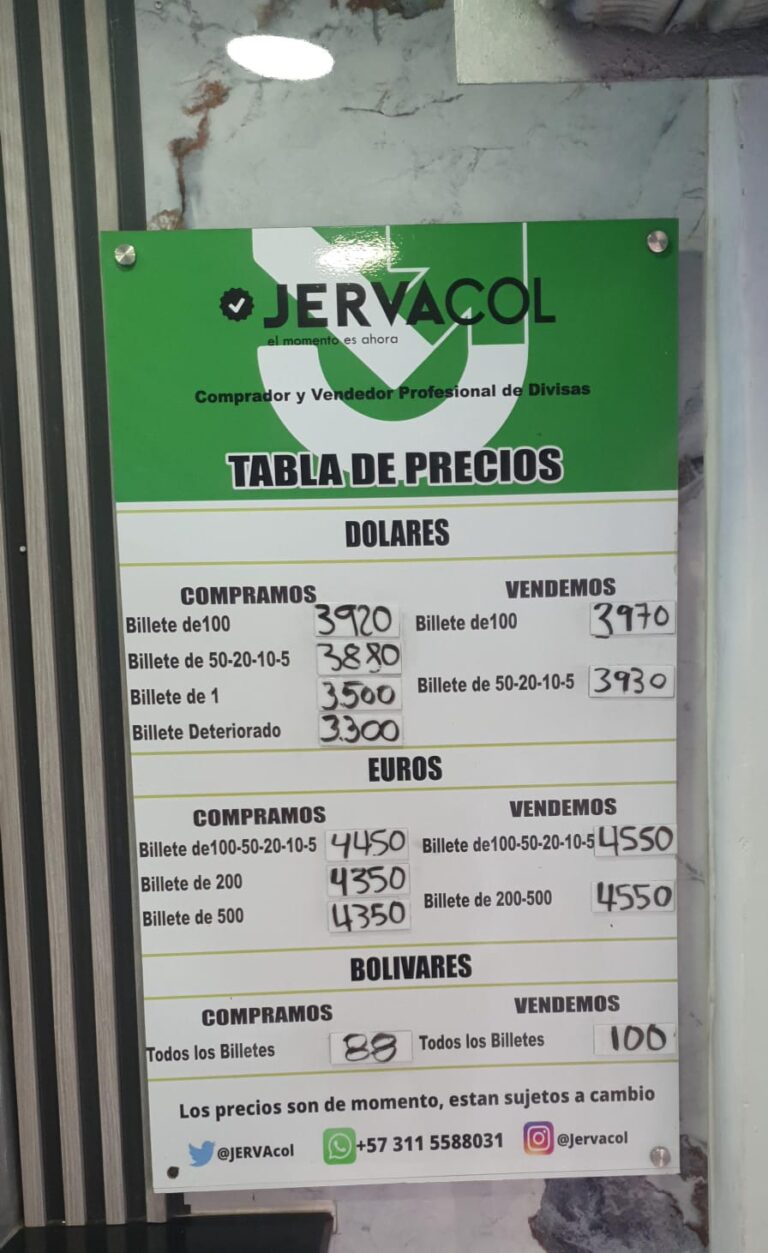 JERVACOL
el momento es ahora
Comprador y Vendedor Profesional de Divisas
TABLA DE PRECIOS
DOLARES
COMPRAMOS VENDEMOS
Billete de100 3920 Billete de100 3970
Billete de 50-20-10-5 3880 Billete de 50-20-10-5 3930
Billete de 1 3500
Billete Deteriorado 3.300
EUROS
COMPRAMOS VENDEMOS
Billete de100-50-20-10-5 4450 Billete de100-50-20-10-5 4550
Billete de 200 4350 Billete de 200-500 4550
Billete de 500 4350
BOLIVARES
COMPRAMOS VENDEMOS
Todos los Billetes 88 Todos los Billetes 100
Los precios son de momento, estan sujetos a cambio
@JERVAcol +57 311 5588031 @Jervacol